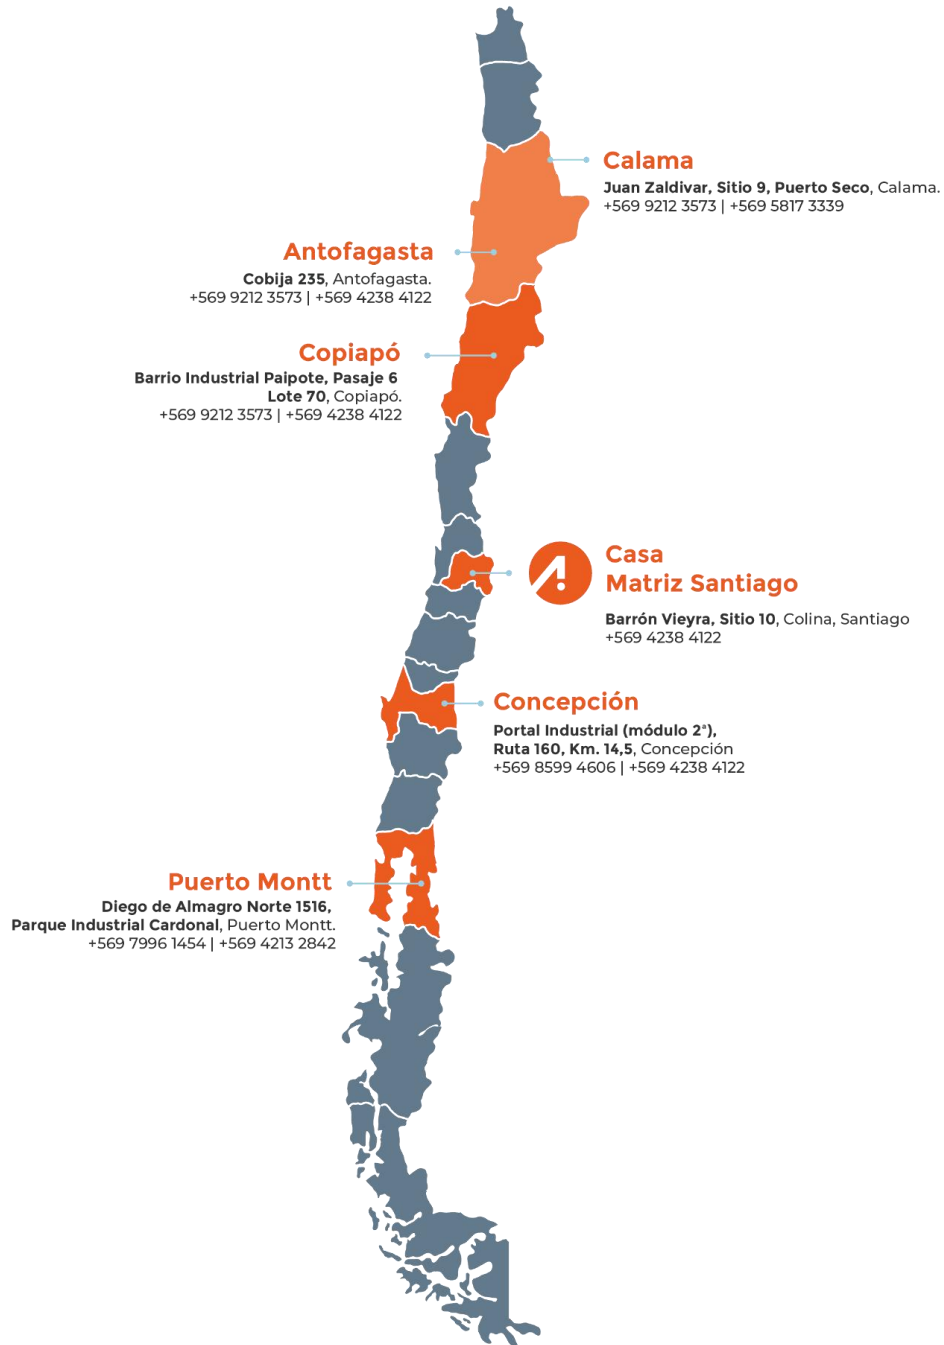 Calama
Juan Zaldivar, Sitio 9, Puerto Seco, Calama.
+569 9212 3573 | +569 5817 3339
Antofagasta
Cobija 235, Antofagasta.
+569 9212 3573 | +569 4238 4122
Copiapó
Barrio Industrial Paipote, Pasaje 6
Lote 70, Copiapó.
+569 9212 3573 | +569 4238 4122
Casa
Matriz Santiago
Barrón Vieyra, Sitio 10, Colina, Santiago
+569 4238 4122
Concepción
Portal Industrial (módulo 2ª),
Ruta 160, Km. 14,5, Concepción
+569 8599 4606 | +569 4238 4122
Puerto Montt
Diego de Almagro Norte 1516,
Parque Industrial Cardonal, Puerto Montt.
+569 7996 1454 | +569 4213 2842